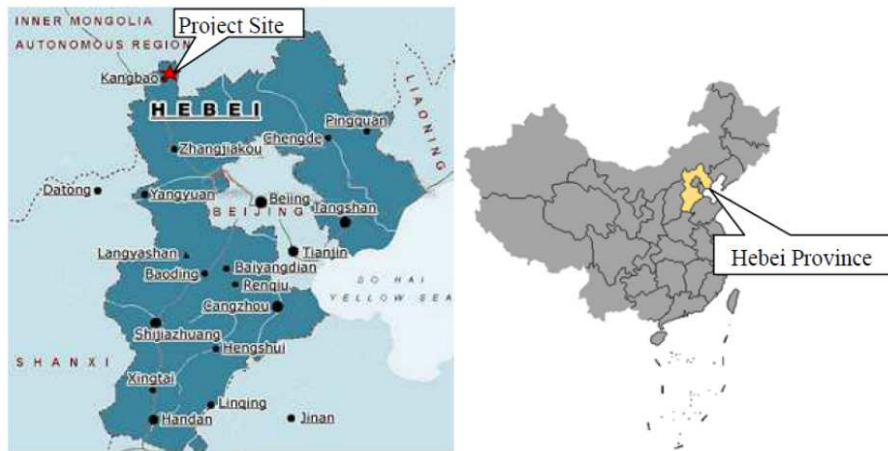 INNER MONGOLIA
AUTONOMOUS REGION
Project Site
Kangbao
HEBEI
LIAONING
Pingquan
Chengde
Zhangjiakou
Datong
Yangyuan
Beijing
BEIJING
Tangshan
Langyashan
Tianjin
Baiyangdian
Baoding
Renqiu
BO HAI
YELLOW SEA
Cangzhou
Shijiazhuang
Hengshui
SHANXI
Xingtai
Linqing
Handan
Jinan
Hebei Province